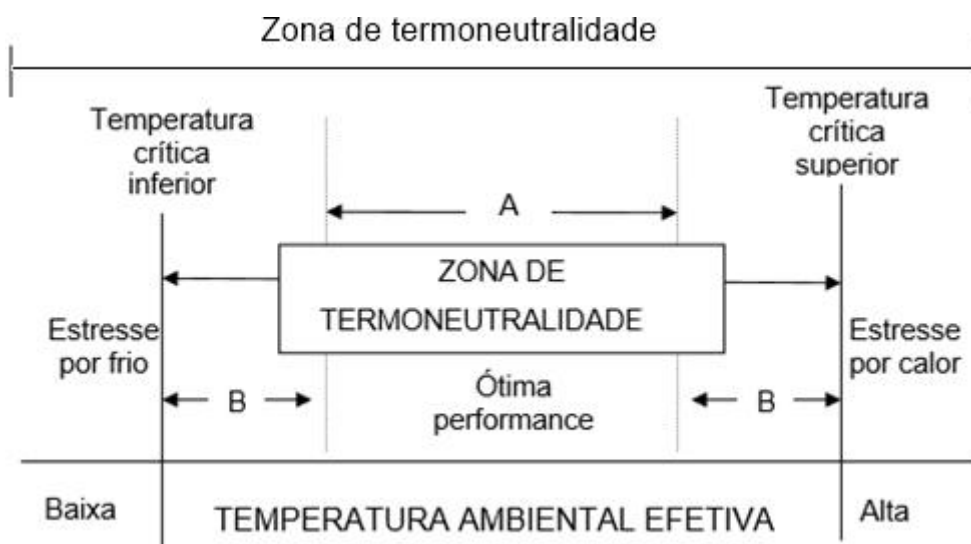 Zona de termoneutralidade
Temperatura
crítica
inferior
Temperatura
crítica
superior
A
ZONA DE
TERMONEUTRALIDADE
Estresse
por frio
Estresse
por calor
B
Ótima
performance
B
Baixa
TEMPERATURA AMBIENTAL EFETIVA
Alta